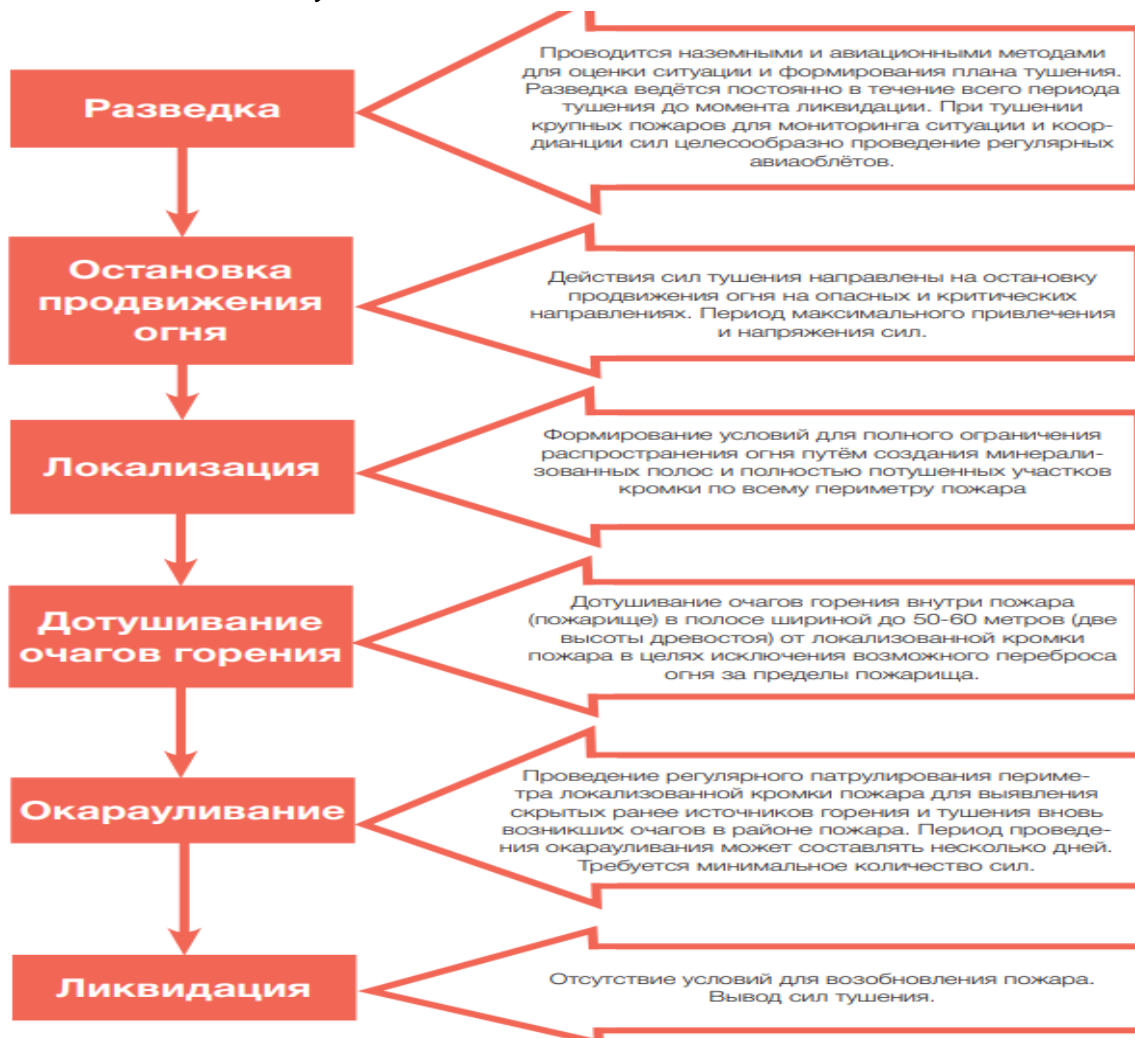 Разведка
Проводится наземными и авиационными методами
для оценки ситуации и формирования плана тушения.
Разведка ведётся постоянно в течение всего периода
тушения до момента ликвидации. При тушении
крупных пожаров для мониторинга ситуации и коор-
дианции сил целесообразно проведение регулярных
авиаоблётов.
Остановка
продвижения
огня
Действия сил тушения направлены на остановку
продвижения огня на опасных и критических
направлениях. Период максимального привлечения
и напряжения сил.
Локализация
Формирование условий для полного ограничения
распространения огня путём создания минерали-
зованных полос и полностью потушенных участков
кромки по всему периметру пожара
Дотушивание
очагов горения
Дотушивание очагов горения внутри пожара
(пожарище) в полосе шириной до 50-60 метров (две
высоты древостоя) от локализованной кромки
пожара в целях исключения возможного переброса
огня за пределы пожарища.
Окарауливание
Проведение регулярного патрулирования периме-
тра локализованной кромки пожара для выявления
скрытых ранее источников горения и тушения вновь
возникших очагов в районе пожара. Период проведе-
ния окарауливания может составлять несколько дней.
Требуется минимальное количество сил.
Ликвидация
Отсутствие условий для возобновления пожара.
Вывод сил тушения.